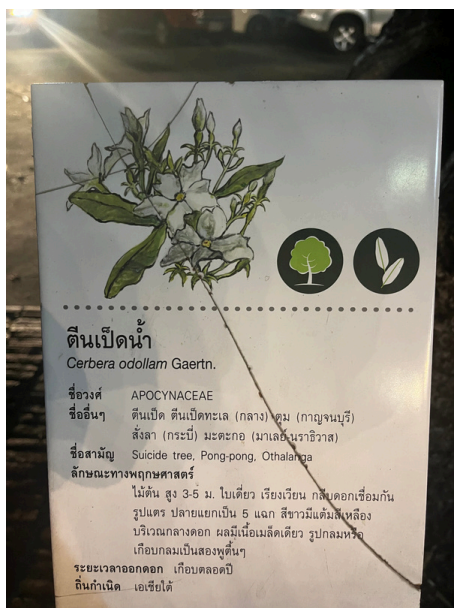 ตีนเป็ดน้ำ
Cerbera odollam Gaertn.
ชื่อวงศ์ APOCYNACEAE
ชื่ออื่นๆ ตีนเป็ด ตีนเป็ดทะเล (กลาง) ตุม (กาญจนบุรี)
สั่งลา (กระบี่) มะตะกอ (มาเลย์-นราธิวาส)
ชื่อสามัญ Suicide tree, Pong-pong, Othalanga
ลักษณะทางพฤกษศาสตร์
ไม้ต้น สูง 3-5 ม. ใบเดี่ยว เรียงเวียน กลีบดอกเชื่อมกัน
รูปแตร ปลายแยกเป็น 5 แฉก สีขาวมีแต้มสีเหลือง
บริเวณกลางดอก ผลมีเนื้อเมล็ดเดียว รูปกลมหรือ
เกือบกลมเป็นสองพูตื้นๆ
ระยะเวลาออกดอก เกือบตลอดปี
ถิ่นกำเนิด เอเชียใต้